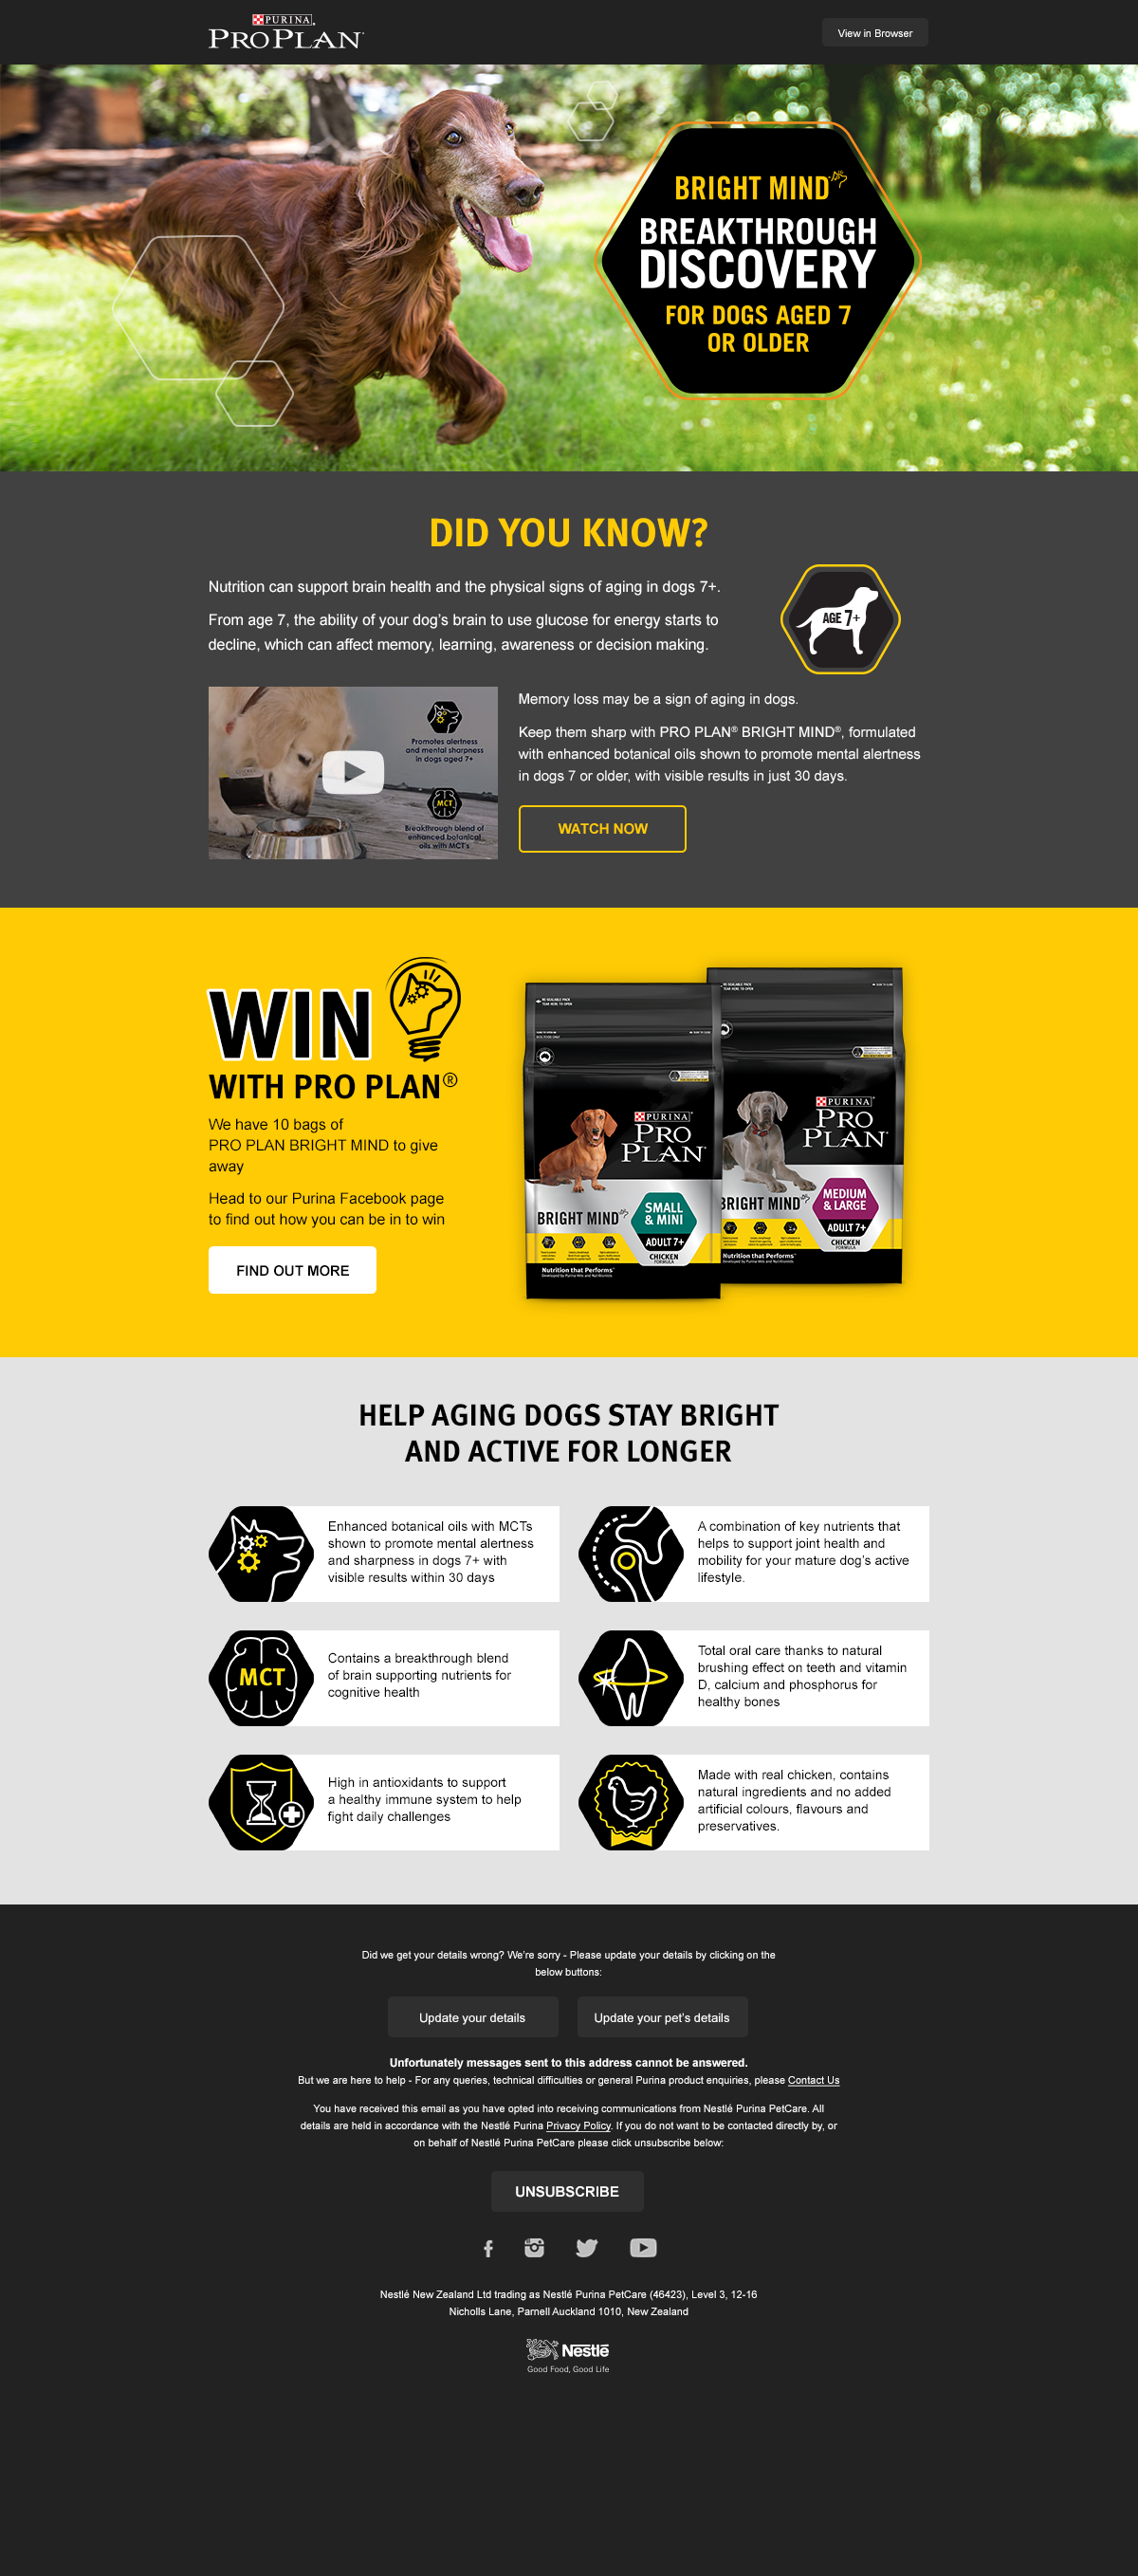 PURINA
PRO PLAN
View in Browser
BRIGHT MIND
BREAKTHROUGH
DISCOVERY
FOR DOGS AGED 7
OR OLDER
DID YOU KNOW?
Nutrition can support brain health and the physical signs of aging in dogs 7+.
From age 7, the ability of your dog's brain to use glucose for energy starts to
decline, which can affect memory, learning, awareness or decision making.
AGE 7+
Promotes alertness
and mental sharpness
in dogs aged 7+
MCT
Breakthrough blend of
enhanced botanical
oils with MCT's
Memory loss may be a sign of aging in dogs.
Keep them sharp with PRO PLAN® BRIGHT MIND®, formulated
with enhanced botanical oils shown to promote mental alertness
in dogs 7 or older, with visible results in just 30 days.
WATCH NOW
WIN
WITH PRO PLAN®
We have 10 bags of
PRO PLAN BRIGHT MIND to give
away
Head to our Purina Facebook page
to find out how you can be in to win
FIND OUT MORE
PURINA
PRO
PLAN
BRIGHT MIND
SMALL
& MINI
ADULT 7+
CHICKEN
FORMULA
Nutrition that Performs™
PURINA
PRO
PLAN
BRIGHT MIND
MEDIUM
& LARGE
ADULT 7+
CHICKEN
FORMULA
Nutrition that Performs™
HELP AGING DOGS STAY BRIGHT
AND ACTIVE FOR LONGER
Enhanced botanical oils with MCTs
shown to promote mental alertness
and sharpness in dogs 7+ with
visible results within 30 days
A combination of key nutrients that
helps to support joint health and
mobility for your mature dog's active
lifestyle.
MCT
Contains a breakthrough blend
of brain supporting nutrients for
cognitive health
Total oral care thanks to natural
brushing effect on teeth and vitamin
D, calcium and phosphorus for
healthy bones
High in antioxidants to support
a healthy immune system to help
fight daily challenges
Made with real chicken, contains
natural ingredients and no added
artificial colours, flavours and
preservatives.
Did we get your details wrong? We're sorry - Please update your details by clicking on the
below buttons:
Update your details
Update your pet's details
Unfortunately messages sent to this address cannot be answered.
But we are here to help - For any queries, technical difficulties or general Purina product enquiries, please Contact Us
You have received this email as you have opted into receiving communications from Nestlé Purina PetCare. All
details are held in accordance with the Nestlé Purina Privacy Policy. If you do not want to be contacted directly by, or
on behalf of Nestlé Purina PetCare please click unsubscribe below:
UNSUBSCRIBE
Nestlé New Zealand Ltd trading as Nestlé Purina PetCare (46423), Level 3, 12-16
Nicholls Lane, Parnell Auckland 1010, New Zealand
Nestlé
Good Food, Good Life